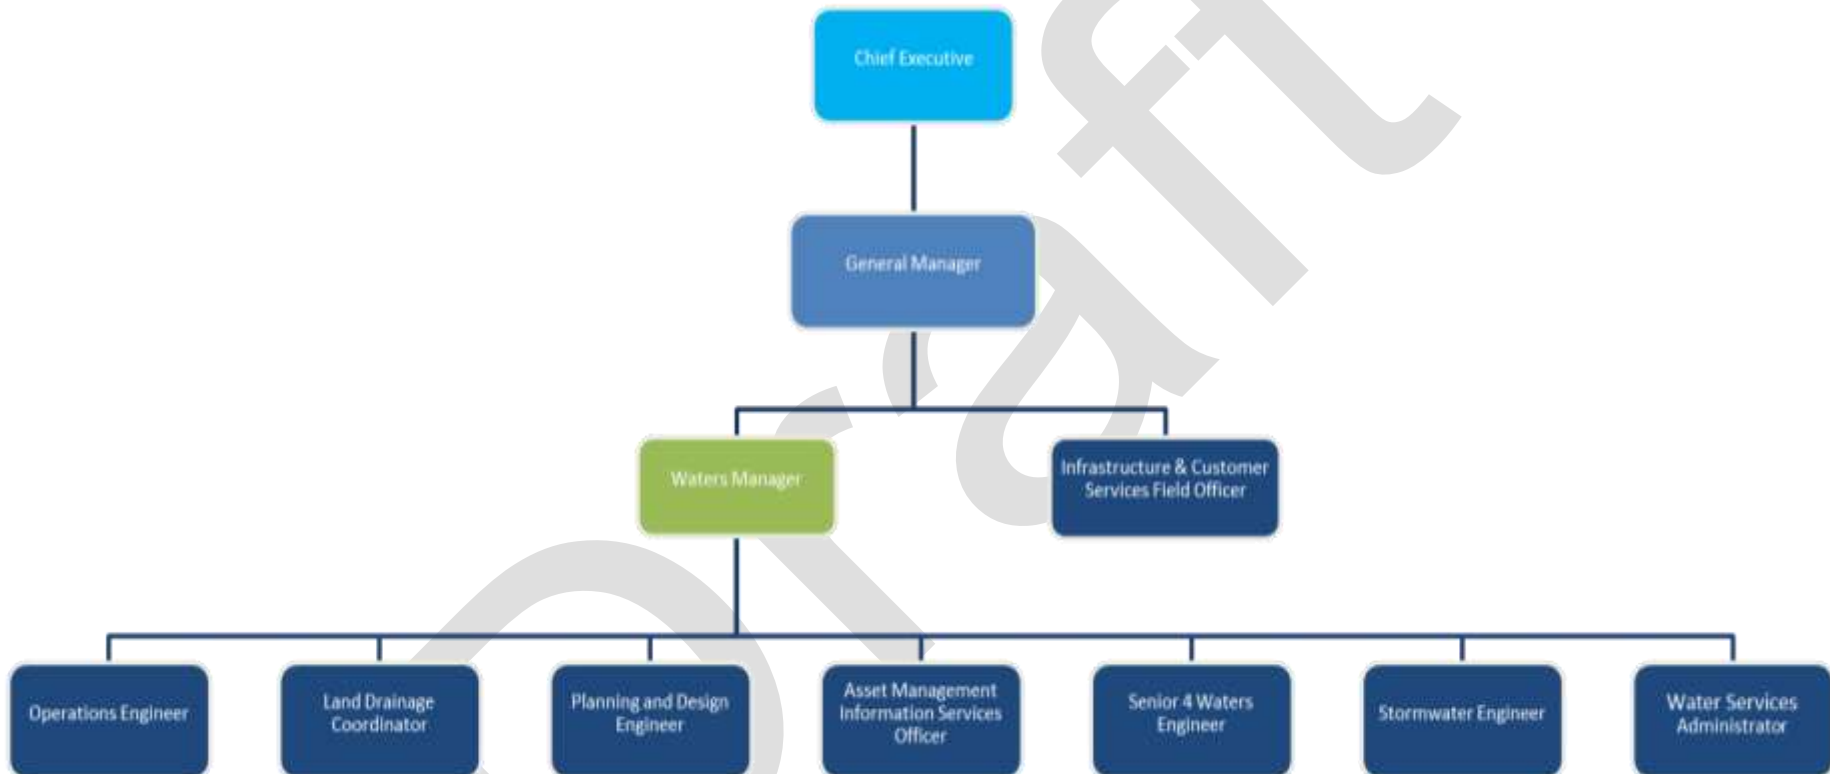 Chief Executive
General Manager
Waters Manager
Infrastructure & Customer
Services Field Officer
Operations Engineer
Land Drainage
Coordinator
Planning and Design
Engineer
Asset Management
Information Services
Officer
Senior 4 Waters
Engineer
Stormwater Engineer
Water Services
Administrator
Draft